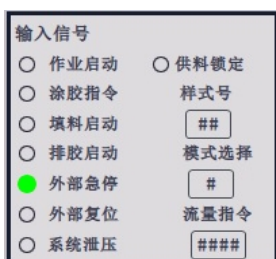 输入信号
作业启动 供料锁定
涂胶指令 样式号
填料启动 ##
排胶启动 模式选择
外部急停 #
外部复位 流量指令
系统泄压 ####